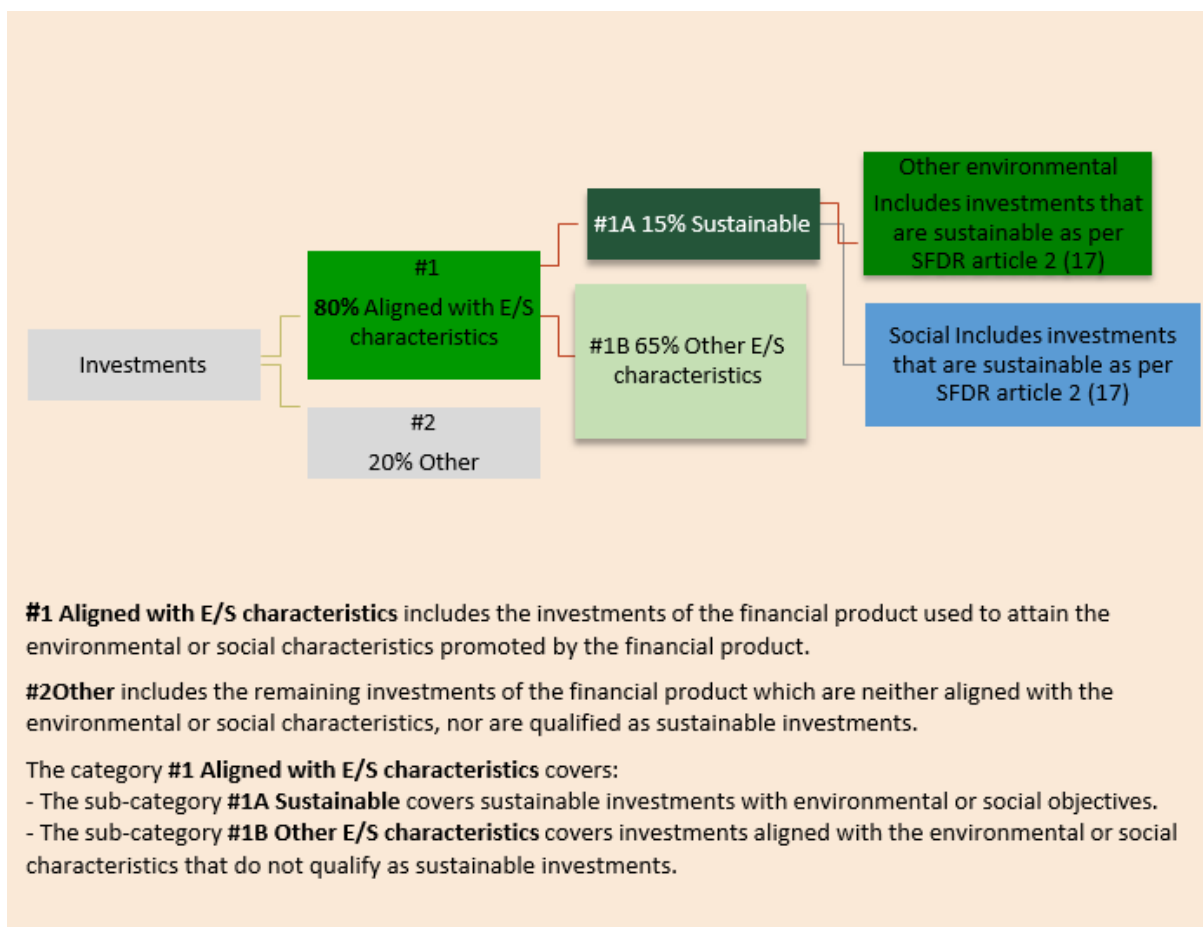 Investments
#1
80% Aligned with E/S
characteristics
#2
20% Other
#1A 15% Sustainable
#1B 65% Other E/S
characteristics
Other environmental
Includes investments that
are sustainable as per
SFDR article 2 (17)
Social Includes investments
that are sustainable as per
SFDR article 2 (17)
#1 Aligned with E/S characteristics includes the investments of the financial product used to attain the
environmental or social characteristics promoted by the financial product.
#2Other includes the remaining investments of the financial product which are neither aligned with the
environmental or social characteristics, nor are qualified as sustainable investments.
The category #1 Aligned with E/S characteristics covers:
- The sub-category #1A Sustainable covers sustainable investments with environmental or social objectives.
- The sub-category #1B Other E/S characteristics covers investments aligned with the environmental or social
characteristics that do not qualify as sustainable investments.